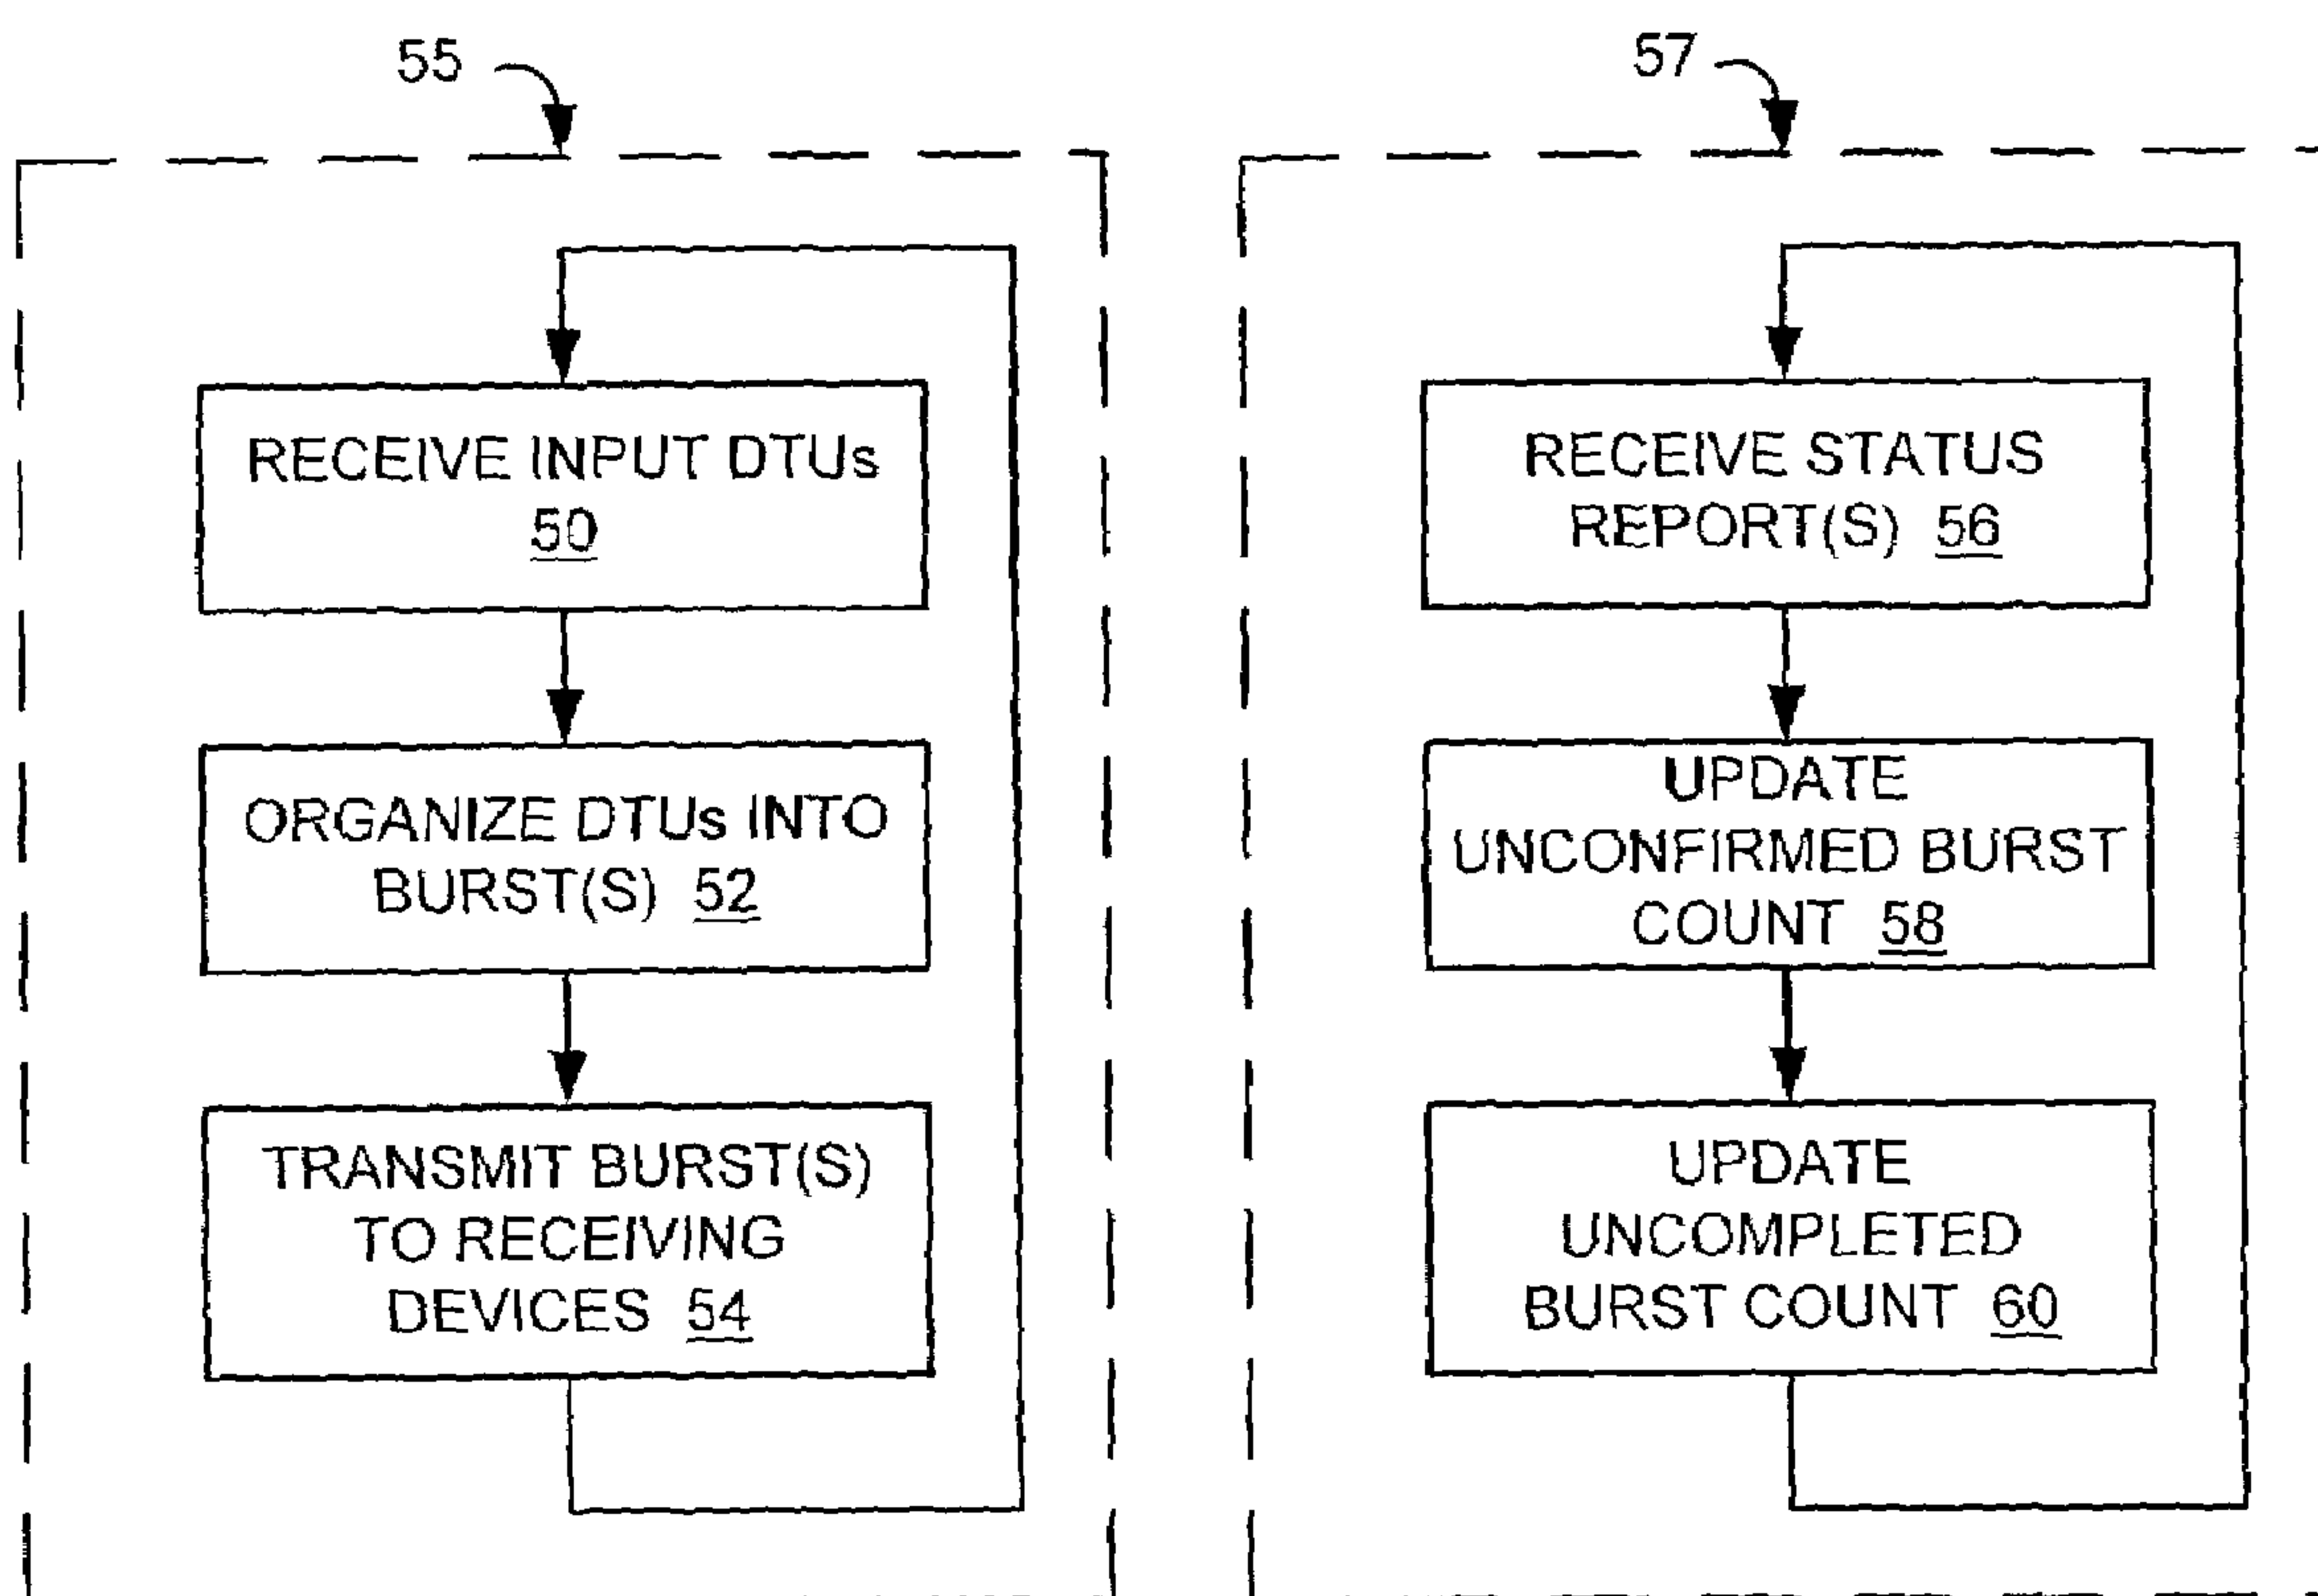 55
RECEIVE INPUT DTUs
50
ORGANIZE DTUs INTO
BURST(S) 52
TRANSMIT BURST(S)
TO RECEIVING
DEVICES 54
57
RECEIVE STATUS
REPORT(S) 56
UPDATE
UNCONFIRMED BURST
COUNT 58
UPDATE
UNCOMPLETED
BURST COUNT 60